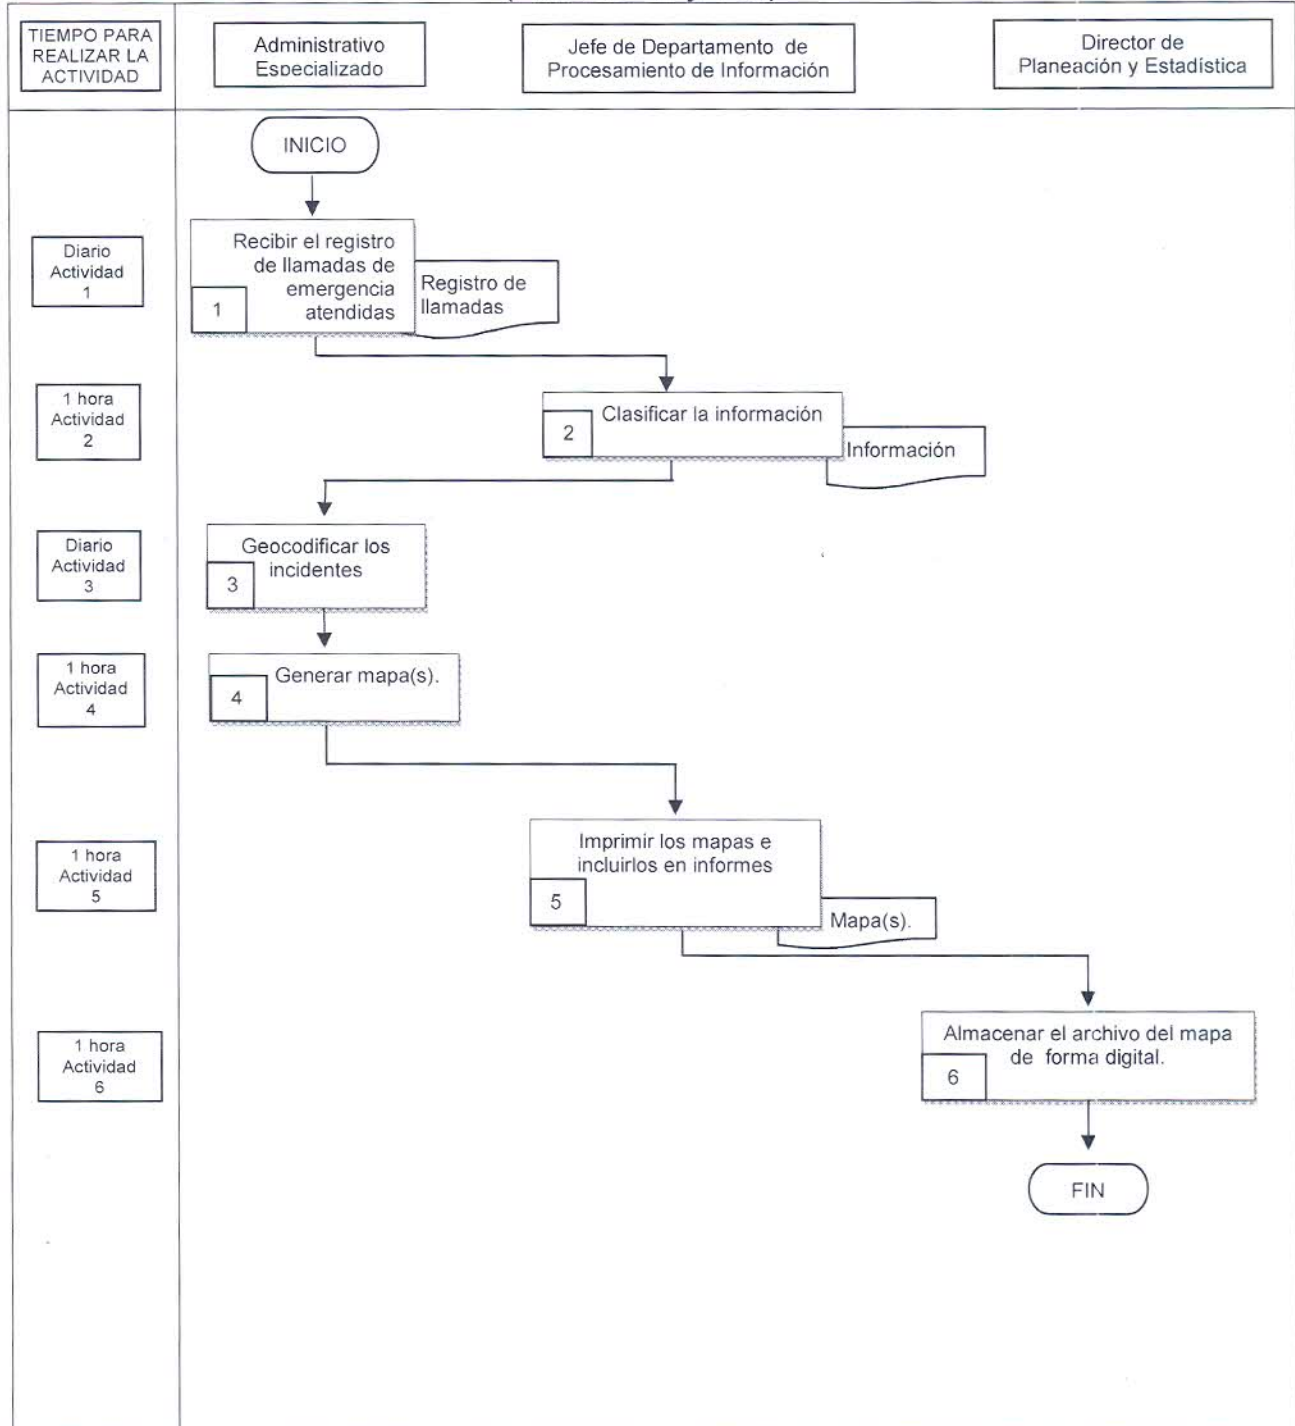 TIEMPO PARA
REALIZAR LA
ACTIVIDAD
Administrativo
Especializado
Jefe de Departamento de
Procesamiento de Información
Director de
Planeación y Estadística
INICIO
Diario
Actividad
1
Recibir el registro
de llamadas de
emergencia
atendidas
1
Registro de
llamadas
1 hora
Actividad
2
Clasificar la información
2
Información
Diario
Actividad
3
Geocodificar los
incidentes
3
1 hora
Actividad
4
Generar mapa(s).
4
1 hora
Actividad
5
Imprimir los mapas e
incluirlos en informes
5
Mapa(s).
1 hora
Actividad
6
Almacenar el archivo del mapa
de forma digital.
6
FIN